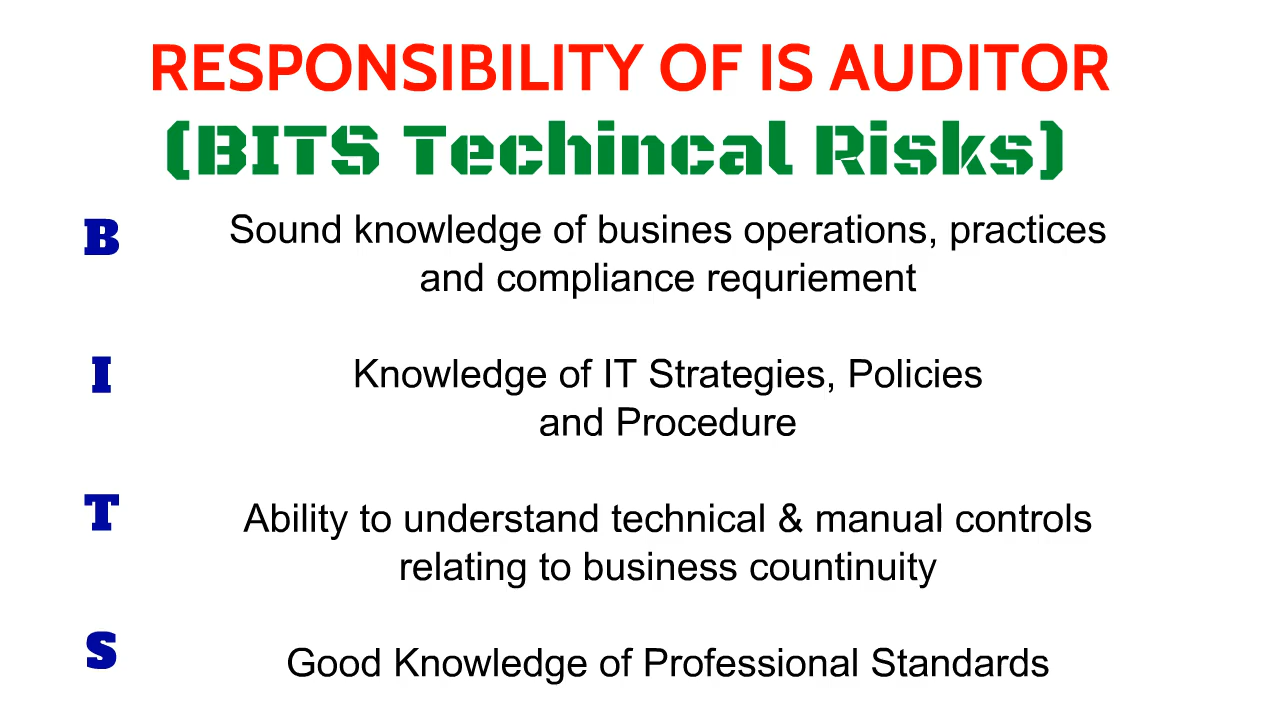 RESPONSIBILITY OF IS AUDITOR
(BITS Techincal Risks)
B
Sound knowledge of busines operations, practices
and compliance requriement
I
Knowledge of IT Strategies, Policies
and Procedure
T
Ability to understand technical & manual controls
relating to business countinuity
S
Good Knowledge of Professional Standards